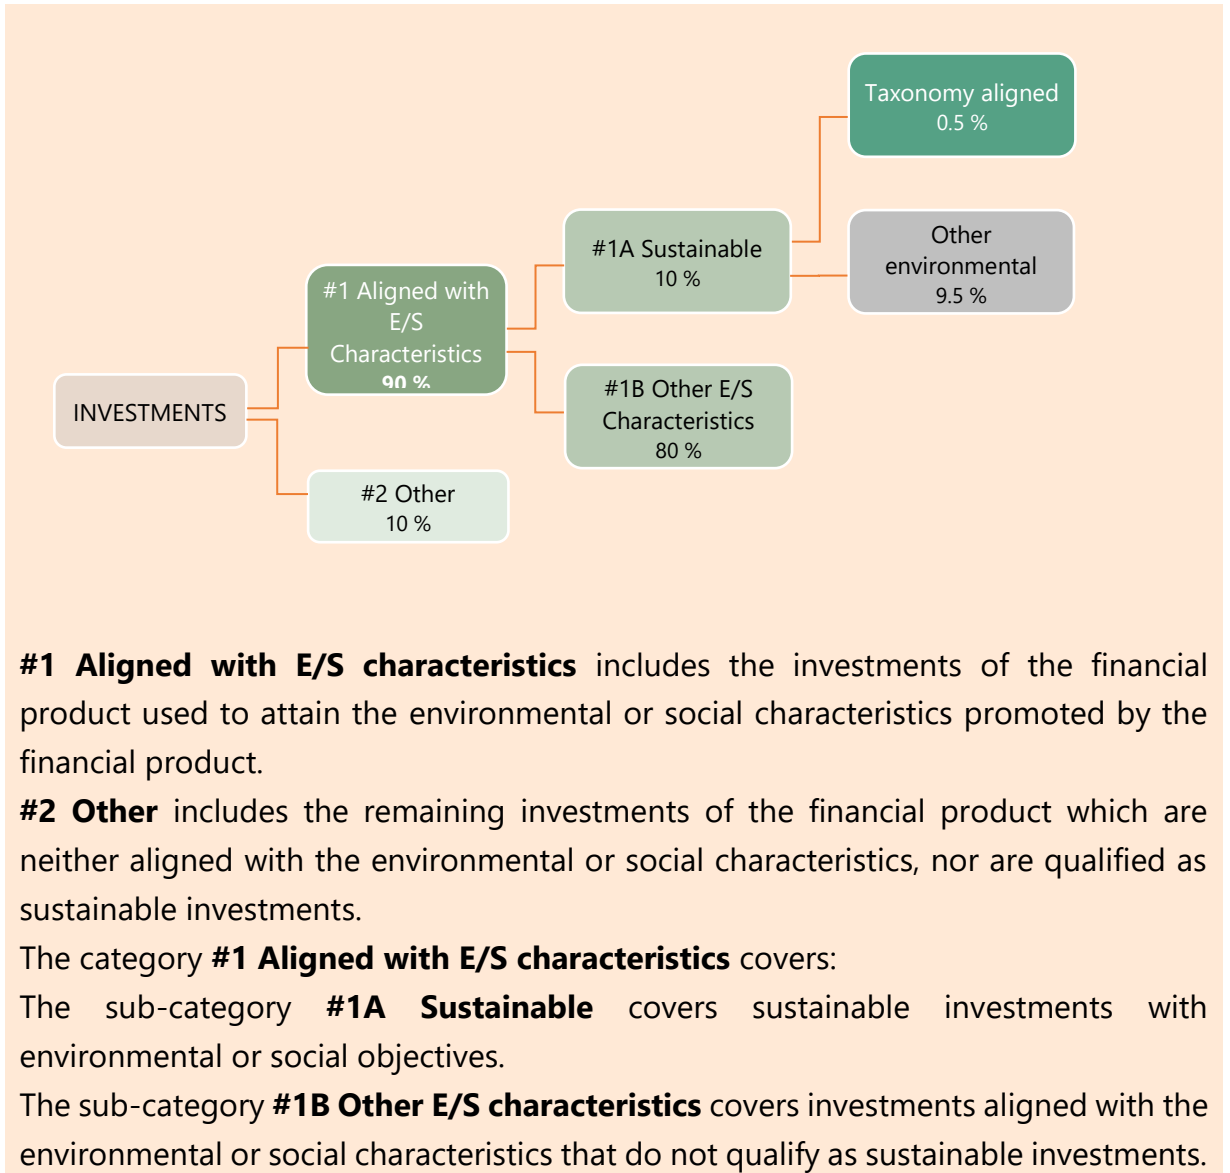 Taxonomy aligned
0.5 %
#1A Sustainable
10 %
Other
environmental
9.5 %
#1 Aligned with
E/S
Characteristics
90 %
#1B Other E/S
Characteristics
80 %
INVESTMENTS
#2 Other
10 %
#1 Aligned with E/S characteristics includes the investments of the financial
product used to attain the environmental or social characteristics promoted by the
financial product.
#2 Other includes the remaining investments of the financial product which are
neither aligned with the environmental or social characteristics, nor are qualified as
sustainable investments.
The category #1 Aligned with E/S characteristics covers:
The sub-category #1A Sustainable covers sustainable investments with
environmental or social objectives.
The sub-category #1B Other E/S characteristics covers investments aligned with the
environmental or social characteristics that do not qualify as sustainable investments.